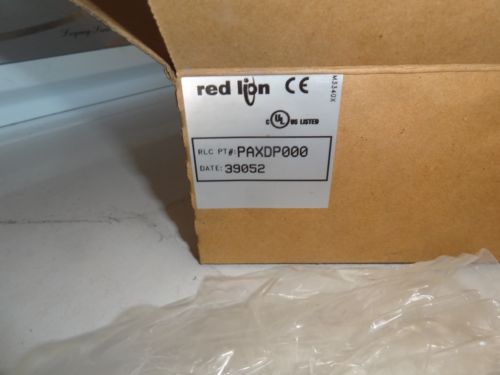 red lion CE
M3340X
C UL US LISTED
RLC PT#: PAXDP000
DATE: 39052